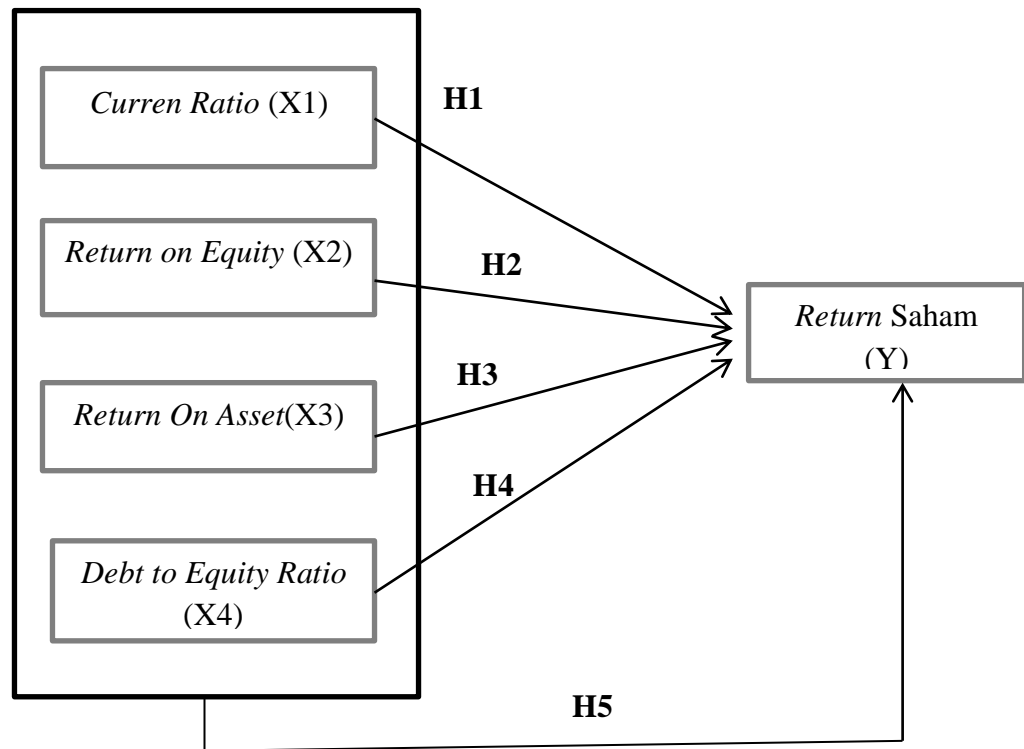 Curren Ratio (X1)
H1
Return on Equity (X2)
H2
Return Saham
(Y)
H3
Return On Asset(X3)
H4
Debt to Equity Ratio
(X4)
H5